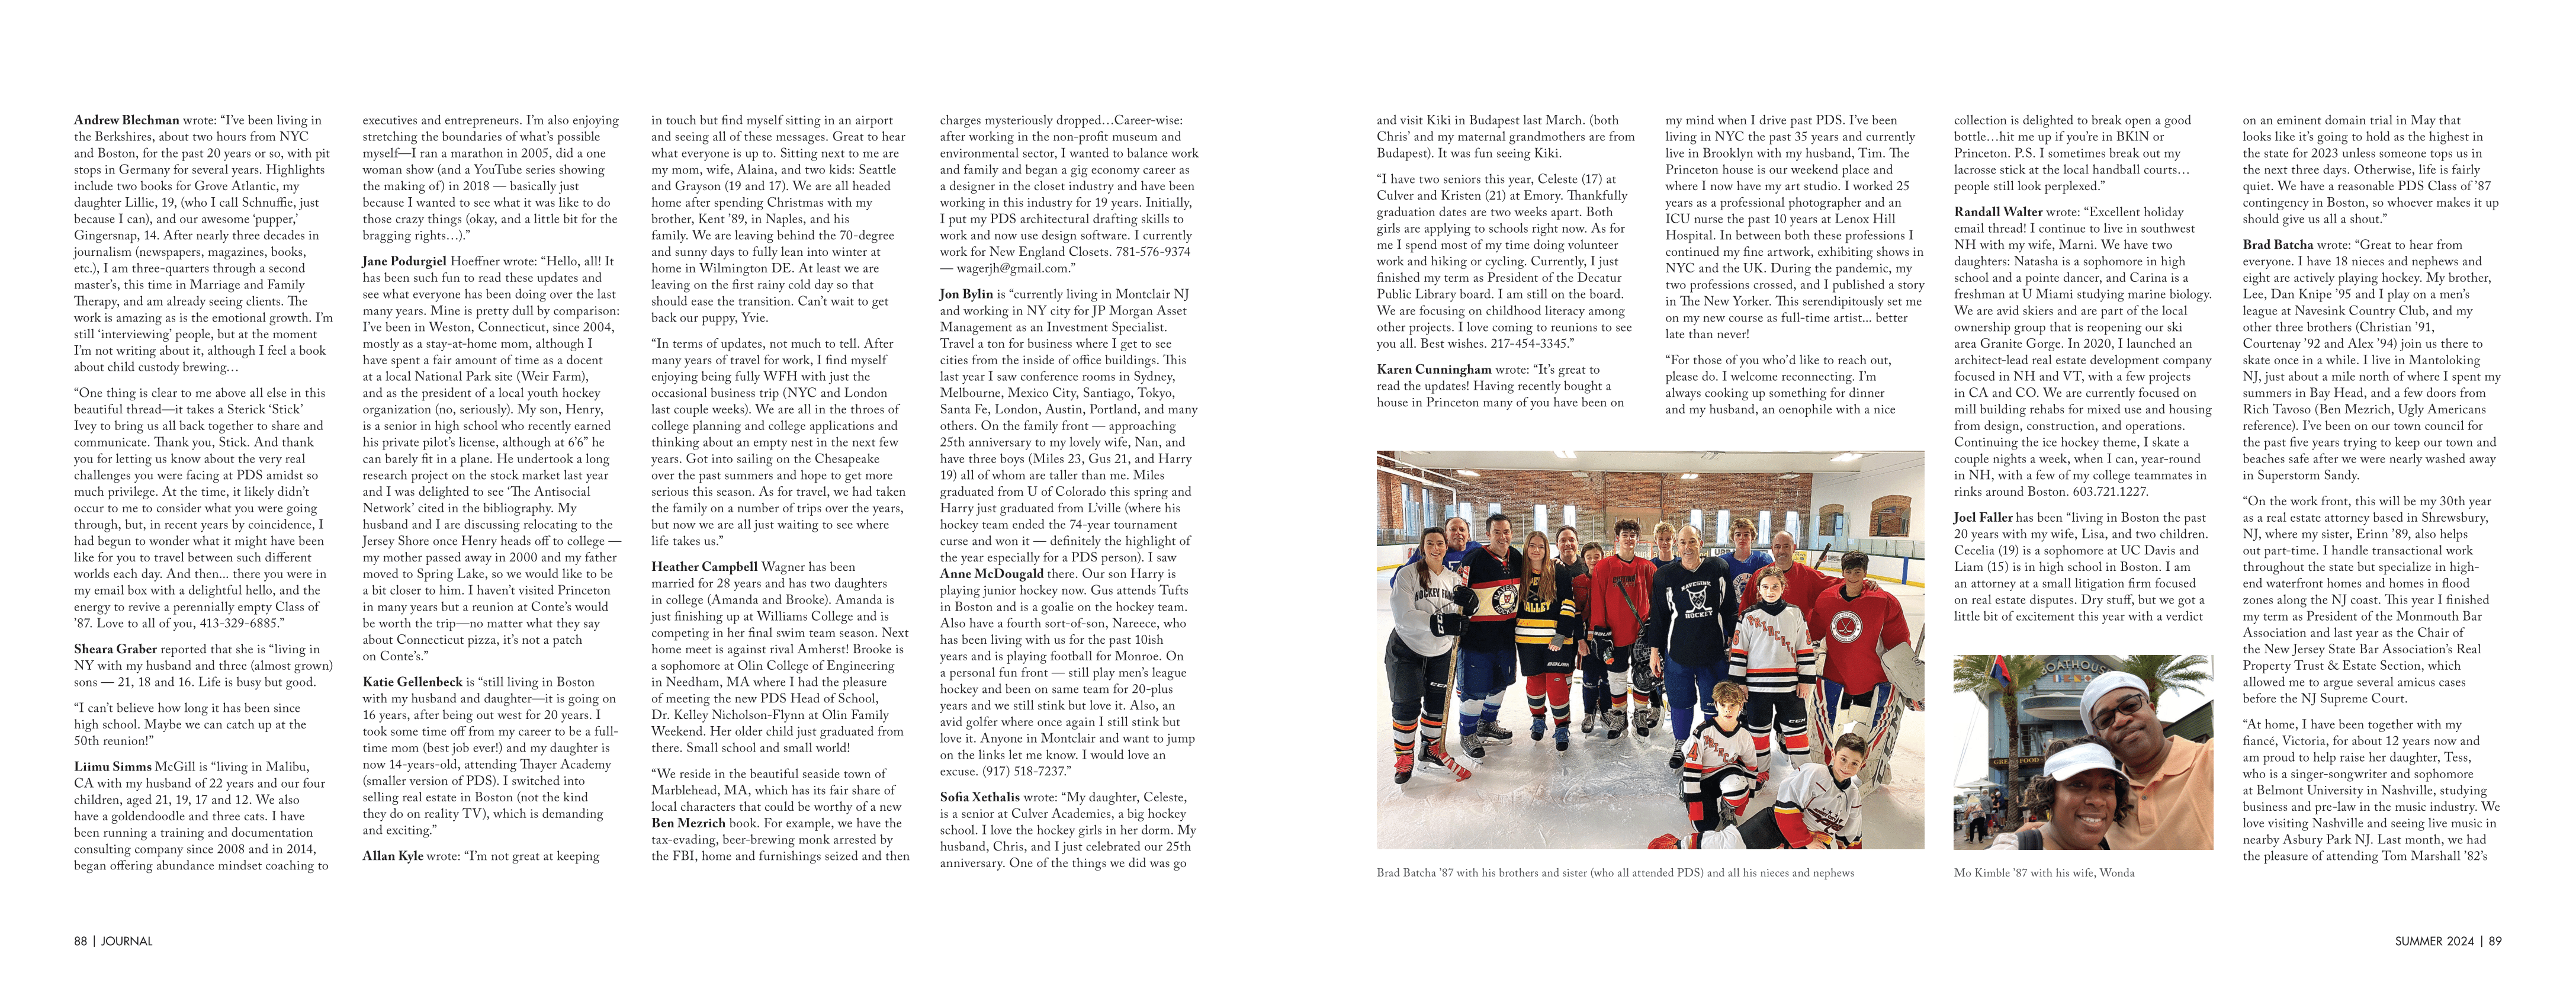 Andrew Blechman wrote: “I’ve been living in
the Berkshires, about two hours from NYC
and Boston, for the past 20 years or so, with pit
stops in Germany for several years. Highlights
include two books for Grove Atlantic, my
daughter Lillie, 19, (who I call Schnuffie, just
because I can), and our awesome ‘pupper,’
Gingersnap, 14. After nearly three decades in
journalism (newspapers, magazines, books,
etc.), I am three-quarters through a second
master’s, this time in Marriage and Family
Therapy, and am already seeing clients. The
work is amazing as is the emotional growth. I’m
still ‘interviewing’ people, but at the moment
I’m not writing about it, although I feel a book
about child custody brewing…
“One thing is clear to me above all else in this
beautiful thread—it takes a Sterick ‘Stick’
Ivey to bring us all back together to share and
communicate. Thank you, Stick. And thank
you for letting us know about the very real
challenges you were facing at PDS amidst so
much privilege. At the time, it likely didn’t
occur to me to consider what you were going
through, but, in recent years by coincidence, I
had begun to wonder what it might have been
like for you to travel between such different
worlds each day. And then... there you were in
my email box with a delightful hello, and the
energy to revive a perennially empty Class of
’87. Love to all of you, 413-329-6885.”
Sheara Graber reported that she is “living in
NY with my husband and three (almost grown)
sons — 21, 18 and 16. Life is busy but good.
“I can’t believe how long it has been since
high school. Maybe we can catch up at the
50th reunion!”
Liimu Simms McGill is “living in Malibu,
CA with my husband of 22 years and our four
children, aged 21, 19, 17 and 12. We also
have a goldendoodle and three cats. I have
been running a training and documentation
consulting company since 2008 and in 2014,
began offering abundance mindset coaching to
executives and entrepreneurs. I’m also enjoying
stretching the boundaries of what’s possible
myself—I ran a marathon in 2005, did a one
woman show (and a YouTube series showing
the making of) in 2018 — basically just
because I wanted to see what it was like to do
those crazy things (okay, and a little bit for the
bragging rights…).”
Jane Podurgiel Hoeffner wrote: “Hello, all! It
has been such fun to read these updates and
see what everyone has been doing over the last
many years. Mine is pretty dull by comparison:
I’ve been in Weston, Connecticut, since 2004,
mostly as a stay-at-home mom, although I
have spent a fair amount of time as a docent
at a local National Park site (Weir Farm),
and as the president of a local youth hockey
organization (no, seriously). My son, Henry,
is a senior in high school who recently earned
his private pilot’s license, although at 6’6” he
can barely fit in a plane. He undertook a long
research project on the stock market last year
and I was delighted to see ‘The Antisocial
Network’ cited in the bibliography. My
husband and I are discussing relocating to the
Jersey Shore once Henry heads off to college —
my mother passed away in 2000 and my father
moved to Spring Lake, so we would like to be
a bit closer to him. I haven’t visited Princeton
in many years but a reunion at Conte’s would
be worth the trip—no matter what they say
about Connecticut pizza, it’s not a patch
on Conte’s.”
Katie Gellenbeck is “still living in Boston
with my husband and daughter—it is going on
16 years, after being out west for 20 years. I
took some time off from my career to be a full-
time mom (best job ever!) and my daughter is
now 14-years-old, attending Thayer Academy
(smaller version of PDS). I switched into
selling real estate in Boston (not the kind
they do on reality TV), which is demanding
and exciting.”
Allan Kyle wrote: “I’m not great at keeping
in touch but find myself sitting in an airport
and seeing all of these messages. Great to hear
what everyone is up to. Sitting next to me are
my mom, wife, Alaina, and two kids: Seattle
and Grayson (19 and 17). We are all headed
home after spending Christmas with my
brother, Kent ’89, in Naples, and his
family. We are leaving behind the 70-degree
and sunny days to fully lean into winter at
home in Wilmington DE. At least we are
leaving on the first rainy cold day so that
should ease the transition. Can’t wait to get
back our puppy, Yvie.
“In terms of updates, not much to tell. After
many years of travel for work, I find myself
enjoying being fully WFH with just the
occasional business trip (NYC and London
last couple weeks). We are all in the throes of
college planning and college applications and
thinking about an empty nest in the next few
years. Got into sailing on the Chesapeake
over the past summers and hope to get more
serious this season. As for travel, we had taken
the family on a number of trips over the years,
but now we are all just waiting to see where
life takes us.”
Heather Campbell Wagner has been
married for 28 years and has two daughters
in college (Amanda and Brooke). Amanda is
just finishing up at Williams College and is
competing in her final swim team season. Next
home meet is against rival Amherst! Brooke is
a sophomore at Olin College of Engineering
in Needham, MA where I had the pleasure
of meeting the new PDS Head of School,
Dr. Kelley Nicholson-Flynn at Olin Family
Weekend. Her older child just graduated from
there. Small school and small world!
“We reside in the beautiful seaside town of
Marblehead, MA, which has its fair share of
local characters that could be worthy of a new
Ben Mezrich book. For example, we have the
tax-evading, beer-brewing monk arrested by
the FBI, home and furnishings seized and then
charges mysteriously dropped…Career-wise:
after working in the non-profit museum and
environmental sector, I wanted to balance work
and family and began a gig economy career as
a designer in the closet industry and have been
working in this industry for 19 years. Initially,
I put my PDS architectural drafting skills to
work and now use design software. I currently
work for New England Closets. 781-576-9374
— wagerjh@gmail.com.”
Jon Bylin is “currently living in Montclair NJ
and working in NY city for JP Morgan Asset
Management as an Investment Specialist.
Travel a ton for business where I get to see
cities from the inside of office buildings. This
last year I saw conference rooms in Sydney,
Melbourne, Mexico City, Santiago, Tokyo,
Santa Fe, London, Austin, Portland, and many
others. On the family front — approaching
25th anniversary to my lovely wife, Nan, and
have three boys (Miles 23, Gus 21, and Harry
19) all of whom are taller than me. Miles
graduated from U of Colorado this spring and
Harry just graduated from L’ville (where his
hockey team ended the 74-year tournament
curse and won it — definitely the highlight of
the year especially for a PDS person). I saw
Anne McDougald there. Our son Harry is
playing junior hockey now. Gus attends Tufts
in Boston and is a goalie on the hockey team.
Also have a fourth sort-of-son, Nareece, who
has been living with us for the past 10ish
years and is playing football for Monroe. On
a personal fun front — still play men’s league
hockey and been on same team for 20-plus
years and we still stink but love it. Also, an
avid golfer where once again I still stink but
love it. Anyone in Montclair and want to jump
on the links let me know. I would love an
excuse. (917) 518-7237.”
Sofia Xethalis wrote: “My daughter, Celeste,
is a senior at Culver Academies, a big hockey
school. I love the hockey girls in her dorm. My
husband, Chris, and I just celebrated our 25th
anniversary. One of the things we did was go
88 | JOURNAL
and visit Kiki in Budapest last March. (both
Chris’ and my maternal grandmothers are from
Budapest). It was fun seeing Kiki.
“I have two seniors this year, Celeste (17) at
Culver and Kristen (21) at Emory. Thankfully
graduation dates are two weeks apart. Both
girls are applying to schools right now. As for
me I spend most of my time doing volunteer
work and hiking or cycling. Currently, I just
finished my term as President of the Decatur
Public Library board. I am still on the board.
We are focusing on childhood literacy among
other projects. I love coming to reunions to see
you all. Best wishes. 217-454-3345.”
Karen Cunningham wrote: “It’s great to
read the updates! Having recently bought a
house in Princeton many of you have been on
my mind when I drive past PDS. I’ve been
living in NYC the past 35 years and currently
live in Brooklyn with my husband, Tim. The
Princeton house is our weekend place and
where I now have my art studio. I worked 25
years as a professional photographer and an
ICU nurse the past 10 years at Lenox Hill
Hospital. In between both these professions I
continued my fine artwork, exhibiting shows in
NYC and the UK. During the pandemic, my
two professions crossed, and I published a story
in The New Yorker. This serendipitously set me
on my new course as full-time artist... better
late than never!
“For those of you who’d like to reach out,
please do. I welcome reconnecting. I’m
always cooking up something for dinner
and my husband, an oenophile with a nice
collection is delighted to break open a good
bottle…hit me up if you’re in BKlN or
Princeton. P.S. I sometimes break out my
lacrosse stick at the local handball courts…
people still look perplexed.”
Randall Walter wrote: “Excellent holiday
email thread! I continue to live in southwest
NH with my wife, Marni. We have two
daughters: Natasha is a sophomore in high
school and a pointe dancer, and Carina is a
freshman at U Miami studying marine biology.
We are avid skiers and are part of the local
ownership group that is reopening our ski
area Granite Gorge. In 2020, I launched an
architect-lead real estate development company
focused in NH and VT, with a few projects
in CA and CO. We are currently focused on
mill building rehabs for mixed use and housing
from design, construction, and operations.
Continuing the ice hockey theme, I skate a
couple nights a week, when I can, year-round
in NH, with a few of my college teammates in
rinks around Boston. 603.721.1227.
Joel Faller has been “living in Boston the past
20 years with my wife, Lisa, and two children.
Cecelia (19) is a sophomore at UC Davis and
Liam (15) is in high school in Boston. I am
an attorney at a small litigation firm focused
on real estate disputes. Dry stuff, but we got a
little bit of excitement this year with a verdict
on an eminent domain trial in May that
looks like it’s going to hold as the highest in
the state for 2023 unless someone tops us in
the next three days. Otherwise, life is fairly
quiet. We have a reasonable PDS Class of ’87
contingency in Boston, so whoever makes it up
should give us all a shout.”
Brad Batcha wrote: “Great to hear from
everyone. I have 18 nieces and nephews and
eight are actively playing hockey. My brother,
Lee, Dan Knipe ’95 and I play on a men’s
league at Navesink Country Club, and my
other three brothers (Christian ’91,
Courtenay ’92 and Alex ’94) join us there to
skate once in a while. I live in Mantoloking
NJ, just about a mile north of where I spent my
summers in Bay Head, and a few doors from
Rich Tavoso (Ben Mezrich, Ugly Americans
reference). I’ve been on our town council for
the past five years trying to keep our town and
beaches safe after we were nearly washed away
in Superstorm Sandy.
“On the work front, this will be my 30th year
as a real estate attorney based in Shrewsbury,
NJ, where my sister, Erinn ’89, also helps
out part-time. I handle transactional work
throughout the state but specialize in high-
end waterfront homes and homes in flood
zones along the NJ coast. This year I finished
my term as President of the Monmouth Bar
Association and last year as the Chair of
the New Jersey State Bar Association’s Real
Property Trust & Estate Section, which
allowed me to argue several amicus cases
before the NJ Supreme Court.
“At home, I have been together with my
fiancé, Victoria, for about 12 years now and
am proud to help raise her daughter, Tess,
who is a singer-songwriter and sophomore
at Belmont University in Nashville, studying
business and pre-law in the music industry. We
love visiting Nashville and seeing live music in
nearby Asbury Park NJ. Last month, we had
the pleasure of attending Tom Marshall ’82’s
NAVESINK
HOCKEY
BOATHOUSE
Brad Batcha ’87 with his brothers and sister (who all attended PDS) and all his nieces and nephews
Mo Kimble ’87 with his wife, Wonda
SUMMER 2024 | 89